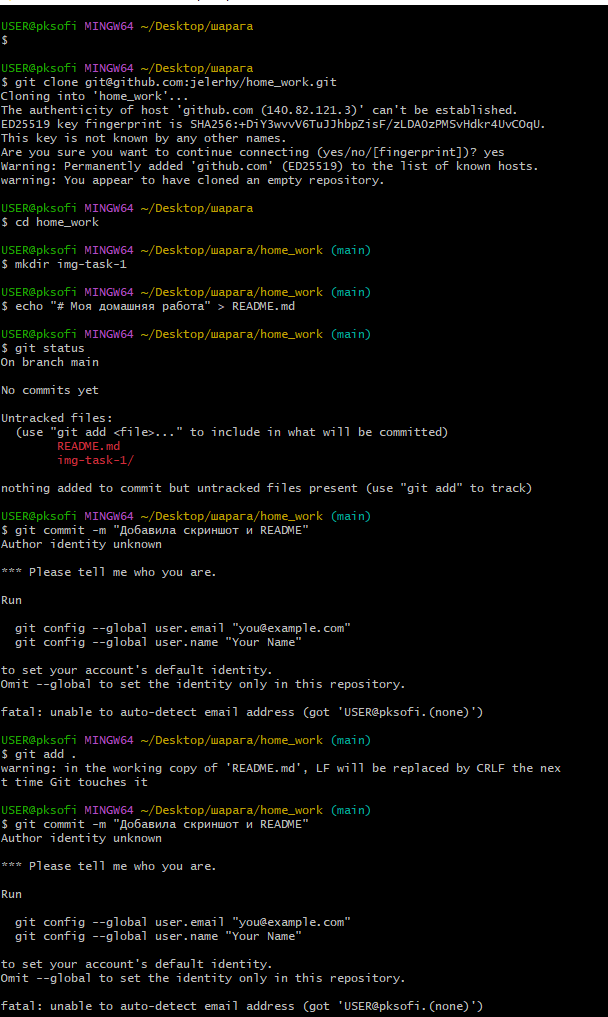 USER@pksofi MINGW64 ~/Desktop/шарага
$
USER@pksofi MINGW64 ~/Desktop/шарага
$ git clone git@github.com:jelerhy/home_work.git
Cloning into 'home_work'...
The authenticity of host 'github.com (140.82.121.3)' can't be established.
ED25519 key fingerprint is SHA256:+DiY3wvvV6TuJJhbpZisF/zLDA0zPMSvHdkr4UvCOqU.
This key is not known by any other names.
Are you sure you want to continue connecting (yes/no/[fingerprint])? yes
Warning: Permanently added 'github.com' (ED25519) to the list of known hosts.
warning: You appear to have cloned an empty repository.
USER@pksofi MINGW64 ~/Desktop/шарага
$ cd home_work
USER@pksofi MINGW64 ~/Desktop/шарага/home_work (main)
$ mkdir img-task-1
USER@pksofi MINGW64 ~/Desktop/шарага/home_work (main)
$ echo "# Моя домашняя работа" > README.md
USER@pksofi MINGW64 ~/Desktop/шарага/home_work (main)
$ git status
On branch main
No commits yet
Untracked files:
(use "git add <file>..." to include in what will be committed)
README.md
img-task-1/
nothing added to commit but untracked files present (use "git add" to track)
USER@pksofi MINGW64 ~/Desktop/шарага/home_work (main)
$ git commit -m "Добавила скриншот и README"
Author identity unknown
*** Please tell me who you are.
Run
git config --global user.email "you@example.com"
git config --global user.name "Your Name"
to set your account's default identity.
Omit --global to set the identity only in this repository.
fatal: unable to auto-detect email address (got 'USER@pksofi.(none)')
USER@pksofi MINGW64 ~/Desktop/шарага/home_work (main)
$ git add .
warning: in the working copy of 'README.md', LF will be replaced by CRLF the nex
t time Git touches it
USER@pksofi MINGW64 ~/Desktop/шарага/home_work (main)
$ git commit -m "Добавила скриншот и README"
Author identity unknown
*** Please tell me who you are.
Run
git config --global user.email "you@example.com"
git config --global user.name "Your Name"
to set your account's default identity.
Omit --global to set the identity only in this repository.
fatal: unable to auto-detect email address (got 'USER@pksofi.(none)')